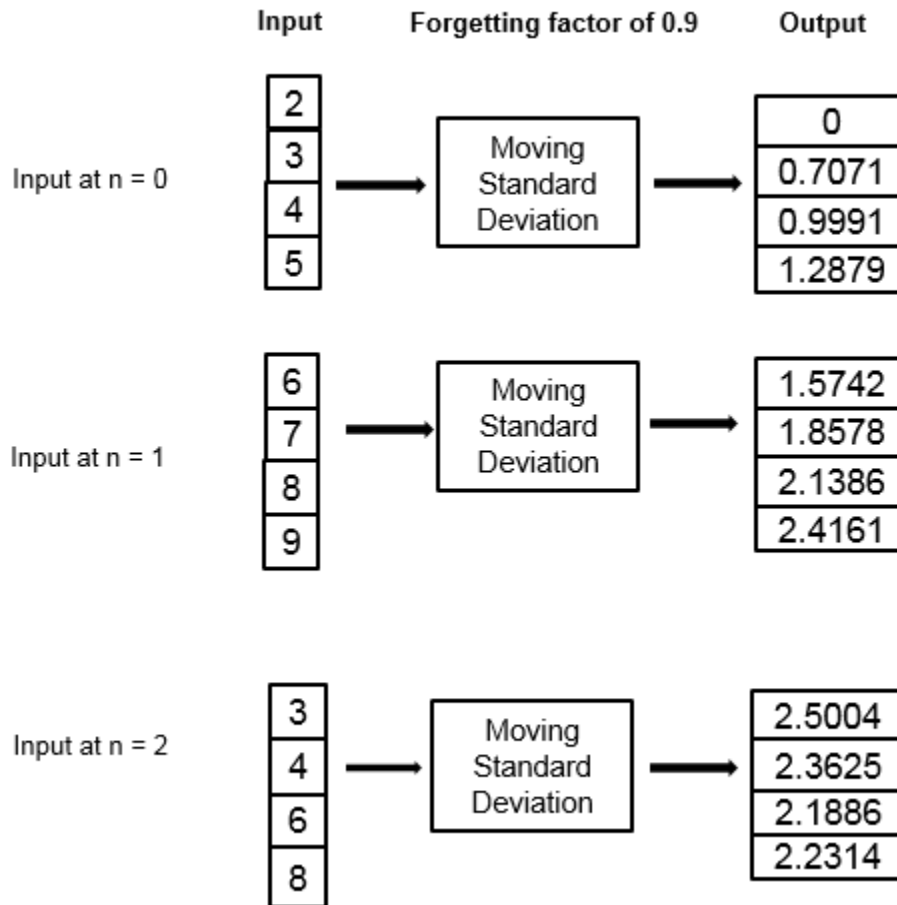 Input Forgetting factor of 0.9 Output
Input at n = 0
2
3
4
5
Moving
Standard
Deviation
0
0.7071
0.9991
1.2879
Input at n = 1
6
7
8
9
Moving
Standard
Deviation
1.5742
1.8578
2.1386
2.4161
Input at n = 2
3
4
6
8
Moving
Standard
Deviation
2.5004
2.3625
2.1886
2.2314